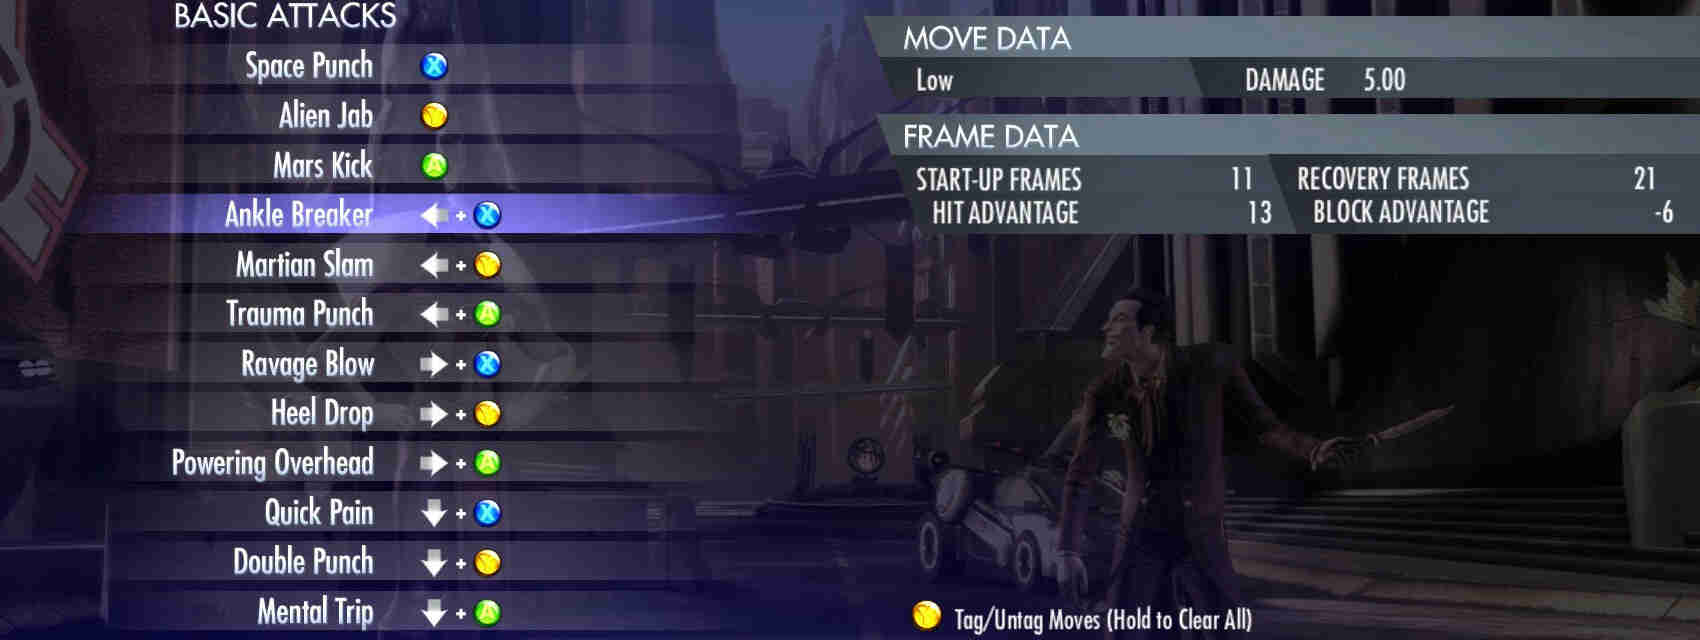 BASIC ATTACKS
Space Punch X
Alien Jab Y
Mars Kick A
Ankle Breaker + X
Martian Slam + Y
Trauma Punch + A
Ravage Blow + X
Heel Drop + Y
Powering Overhead + A
Quick Pain + X
Double Punch + Y
Mental Trip + A
MOVE DATA
Low DAMAGE 5.00
FRAME DATA
START-UP FRAMES 11 RECOVERY FRAMES 21
HIT ADVANTAGE 13 BLOCK ADVANTAGE -6
Y Tag/Untag Moves (Hold to Clear All)